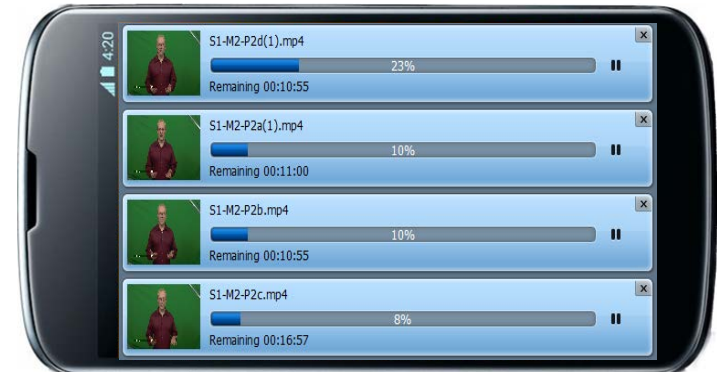 4:20
S1-M2-P2d(1).mp4
23%
Remaining 00:10:55
S1-M2-P2a(1).mp4
10%
Remaining 00:11:00
S1-M2-P2b.mp4
10%
Remaining 00:10:55
S1-M2-P2c.mp4
8%
Remaining 00:16:57